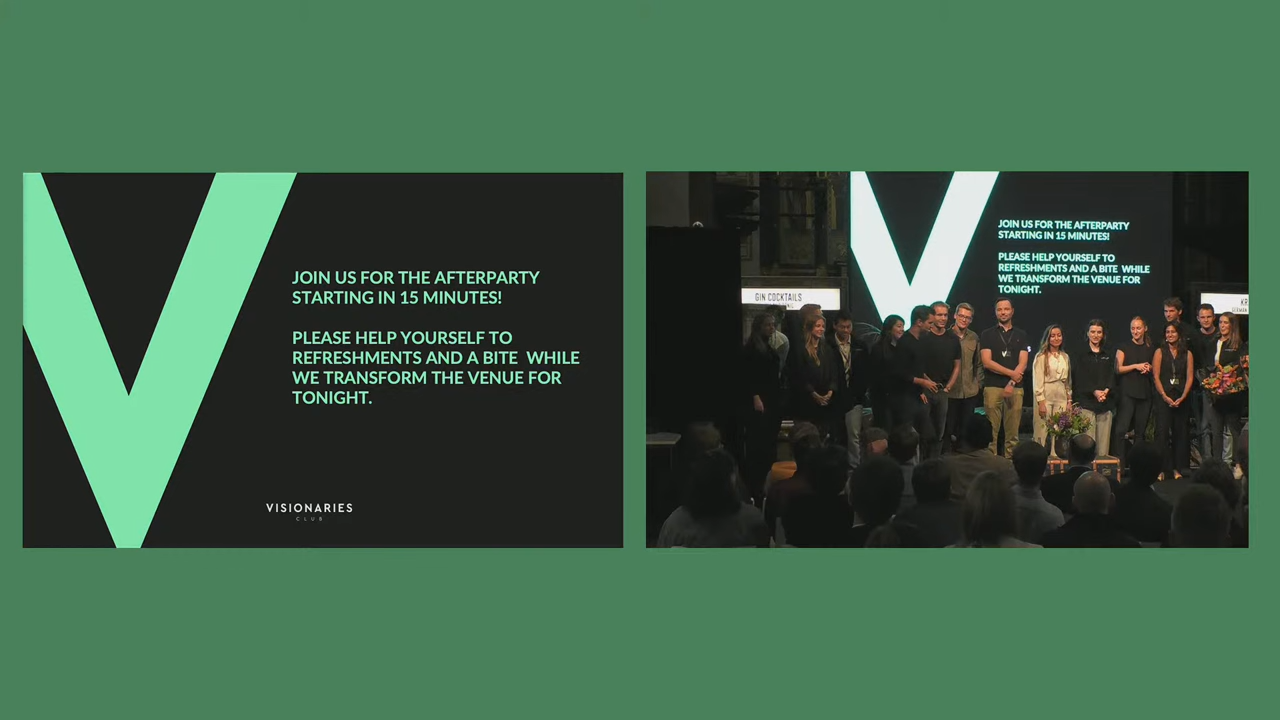 JOIN US FOR THE AFTERPARTY
STARTING IN 15 MINUTES!
PLEASE HELP YOURSELF TO
REFRESHMENTS AND A BITE WHILE
WE TRANSFORM THE VENUE FOR
TONIGHT.
VISIONARIES
CLUB
JOIN US FOR THE AFTERPARTY
STARTING IN 15 MINUTES!
PLEASE HELP YOURSELF TO
REFRESHMENTS AND A BITE WHILE
WE TRANSFORM THE VENUE FOR
TONIGHT.
GIN COCKTAILS